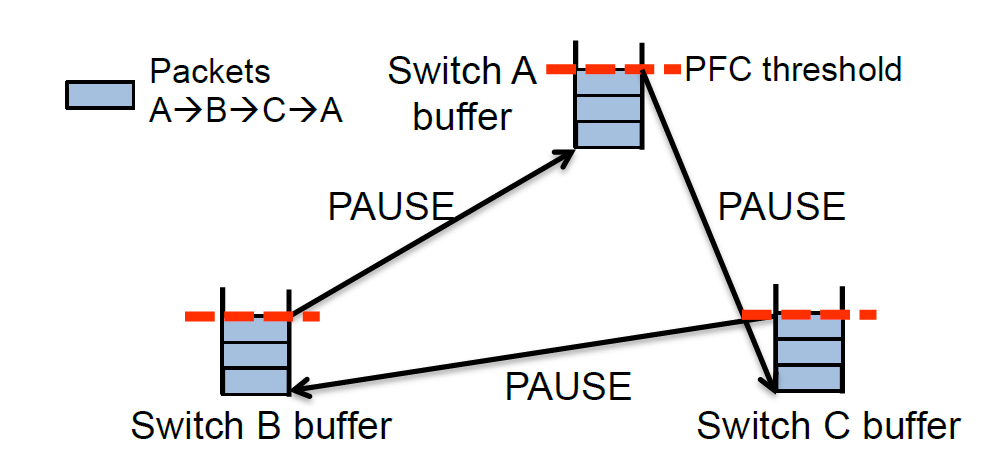 Packets
A→B→C→A
Switch A
buffer
PFC threshold
PAUSE
PAUSE
PAUSE
Switch B buffer
Switch C buffer